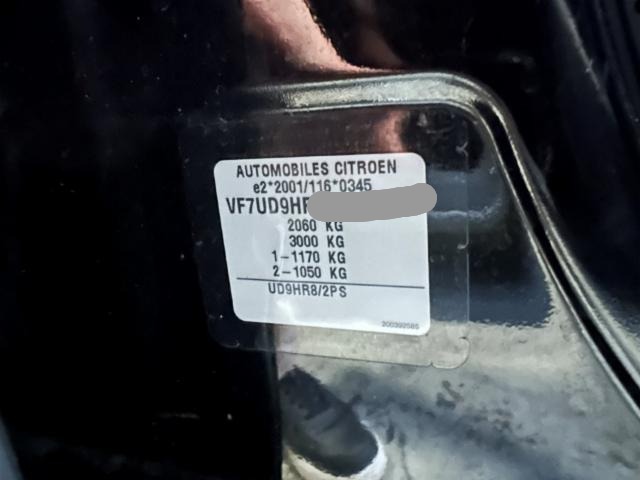 AUTOMOBILES CITROEN
e2*2001/116*0345
VF7UD9HR
2060 KG
3000 KG
1-1170 KG
2-1050 KG
UD9HR8/2PS
200392585